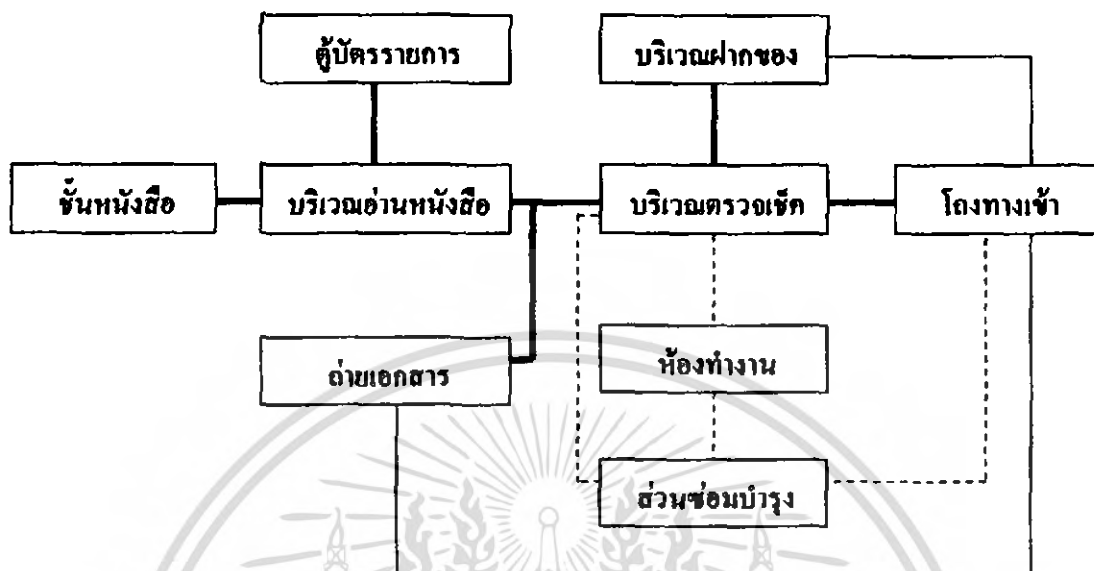 ตู้บัตรรายการ
บริเวณฝากของ
ชั้นหนังสือ
บริเวณอ่านหนังสือ
บริเวณตรวจเช็ค
โถงทางเข้า
ถ่ายเอกสาร
ห้องทำงาน
ส่วนซ่อมบำรุง